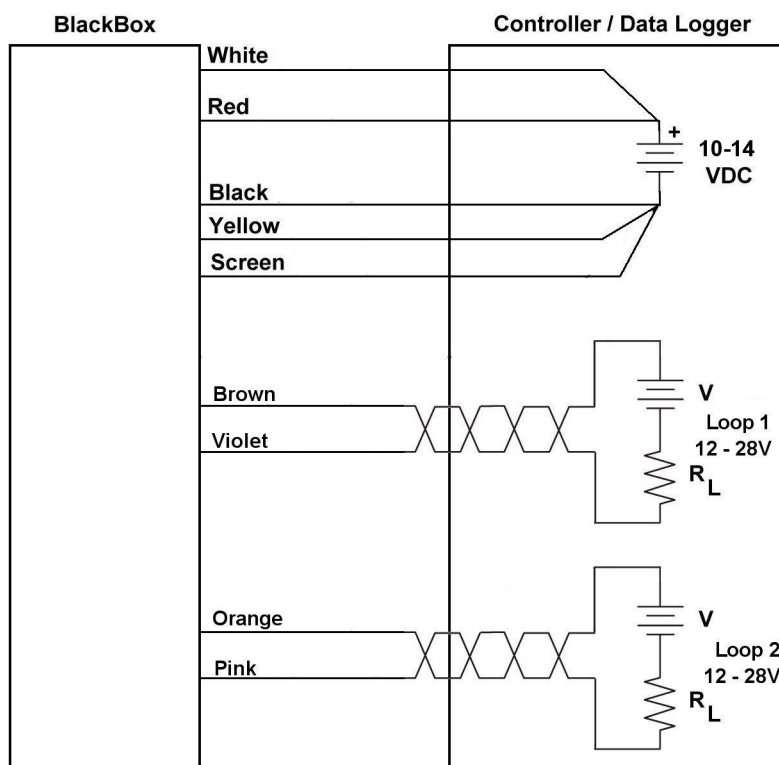 BlackBox
Controller / Data Logger
White
Red
+
10-14
VDC
Black
Yellow
Screen
Brown
V
Loop 1
Violet
12 - 28V
R L
Orange
V
Loop 2
Pink
12 - 28V
R L